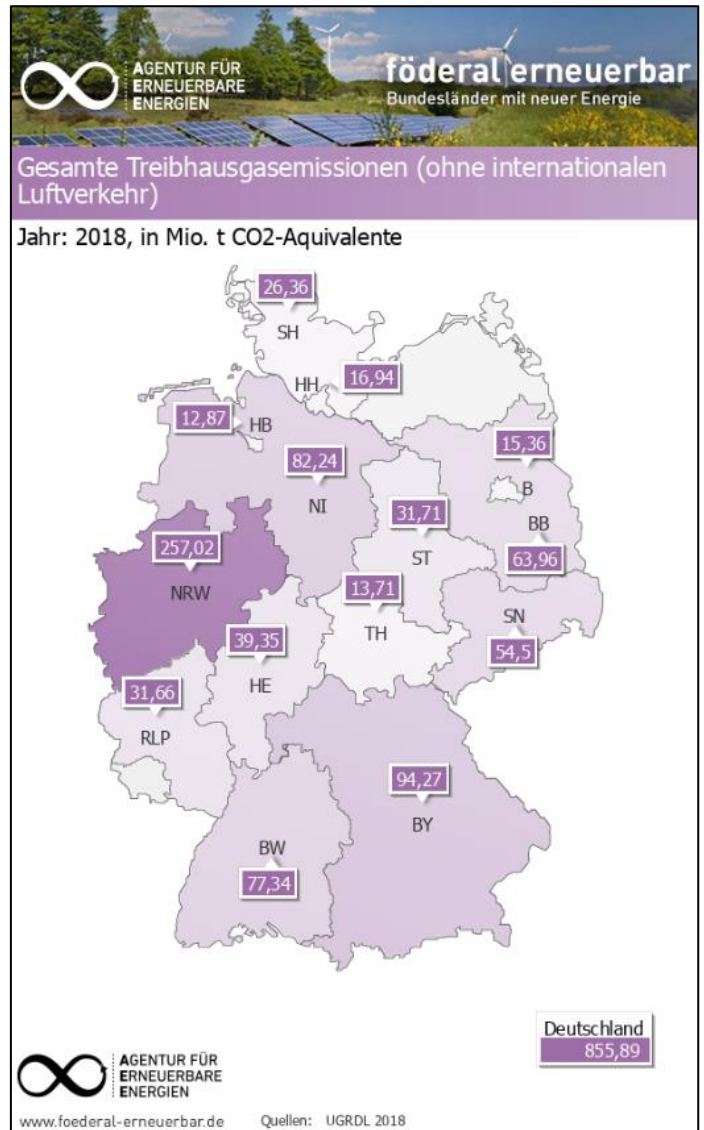 AGENTUR FÜR
ERNEUERBARE
ENERGIEN
föderal erneuerbar
Bundesländer mit neuer Energie
Gesamte Treibhausgasemissionen (ohne internationalen
Luftverkehr)
Jahr: 2018, in Mio. t CO2-Aquivalente
26,36
SH
HH
16,94
12,87
HB
15,36
82,24
B
NI
31,71
BB
257,02
ST
63,96
NRW
13,71
SN
39,35
TH
54,5
31,66
HE
RLP
94,27
BY
BW
77,34
Deutschland
855,89
AGENTUR FÜR
ERNEUERBARE
ENERGIEN
www.foederal-erneuerbar.de Quellen: UGRDL 2018